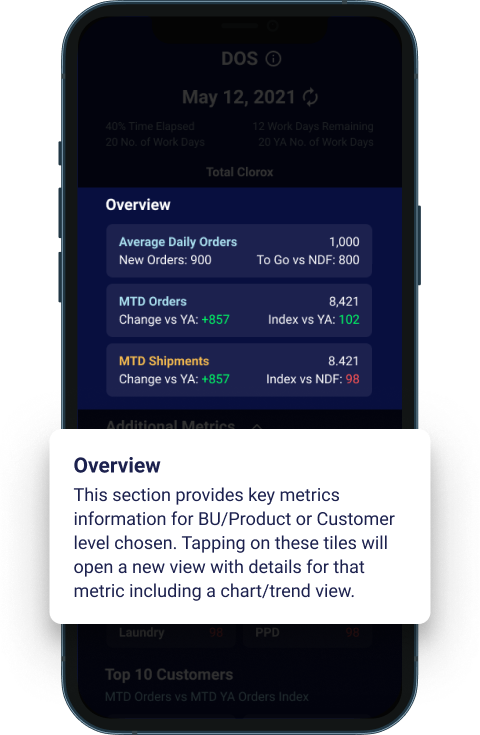 DOS
May 12, 2021
40% Time Elapsed 12 Work Days Remaining
20 No. of Work Days 20 YA No. of Work Days
Total Clorox
Overview
Average Daily Orders 1,000
New Orders: 900 To Go vs NDF: 800
MTD Orders 8,421
Change vs YA: +857 Index vs YA: 102
MTD Shipments 8.421
Change vs YA: +857 Index vs NDF: 98
Additional Metrics
Overview
This section provides key metrics
information for BU/Product or Customer
level chosen. Tapping on these tiles will
open a new view with details for that
metric including a chart/trend view.
Laundry 98 PPD 98
Top 10 Customers
MTD Orders vs MTD YA Orders Index